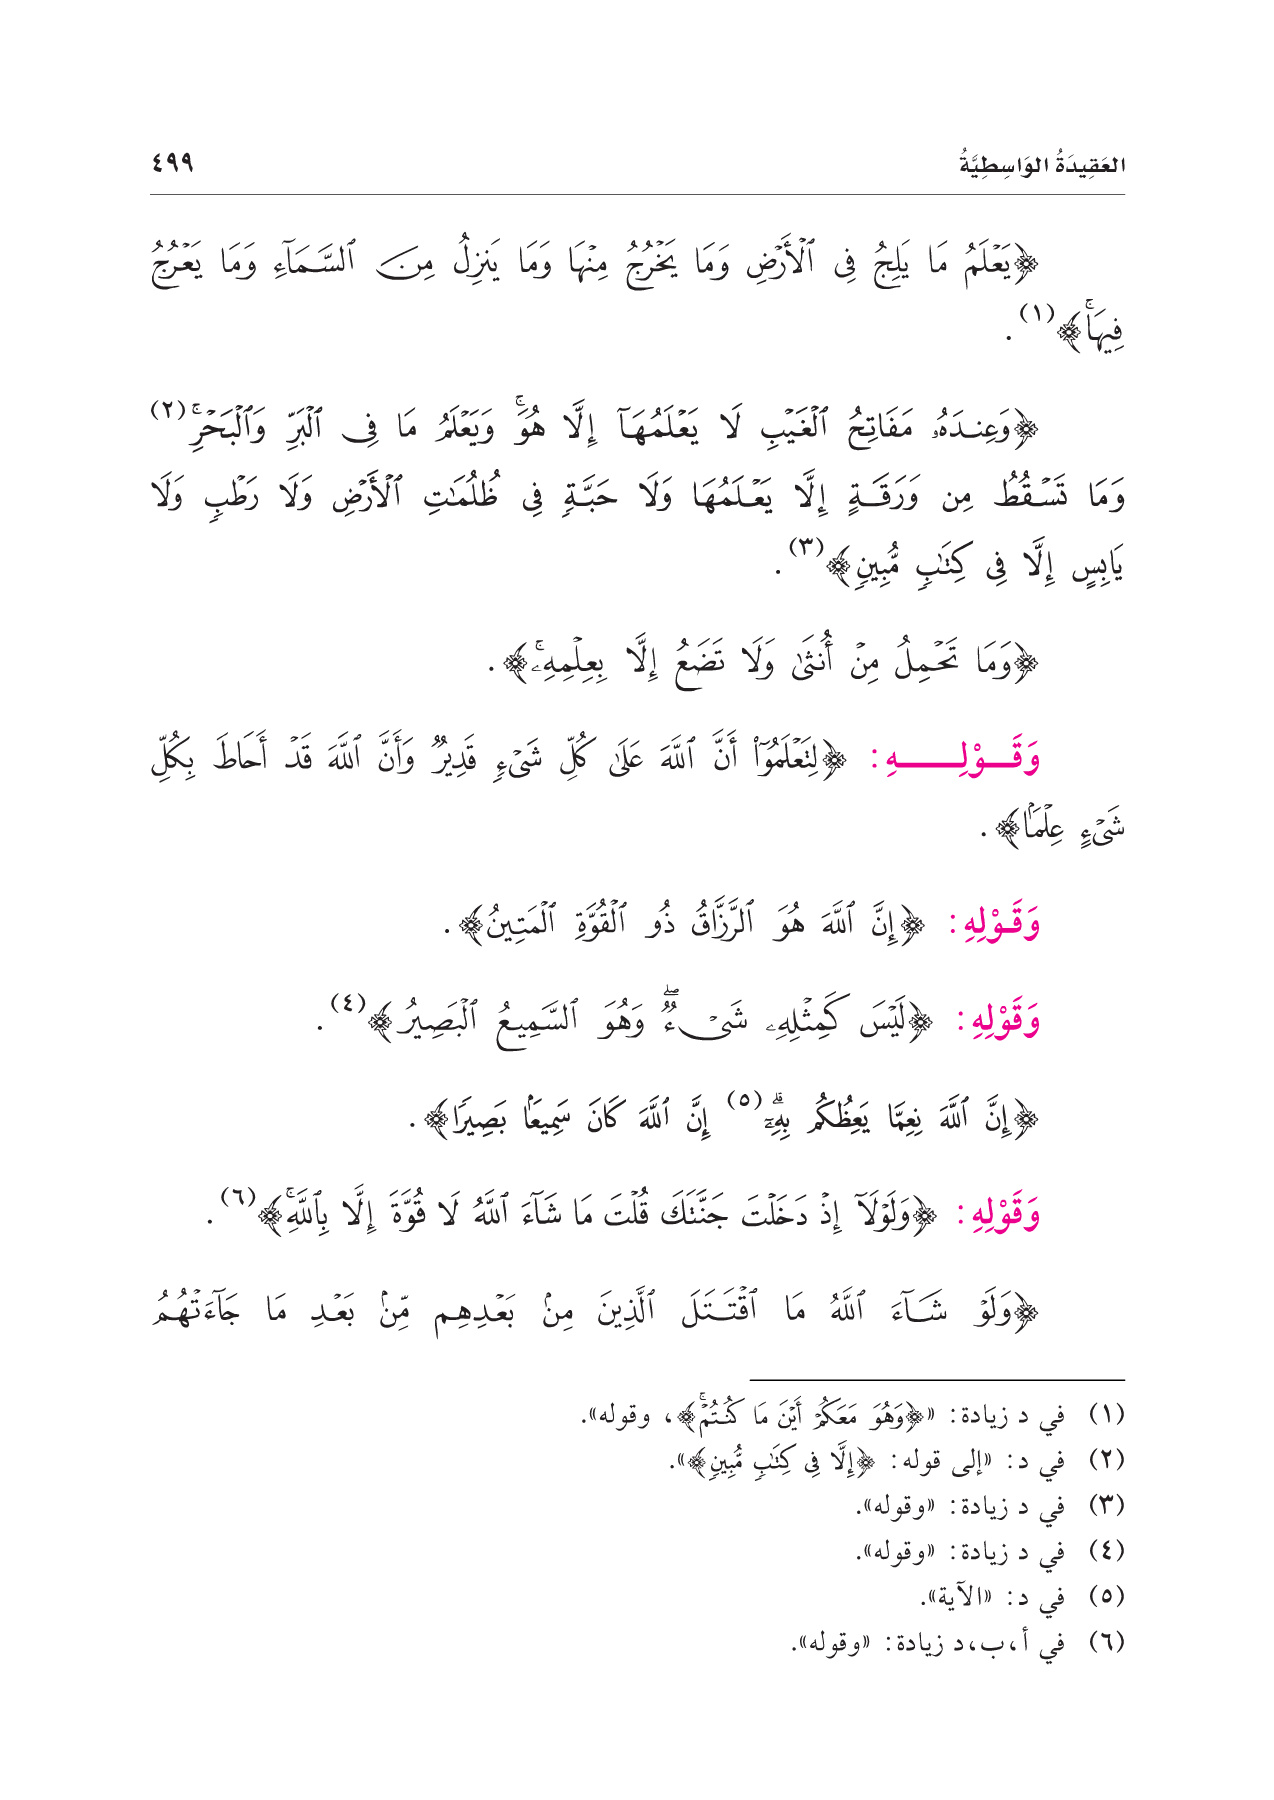 العَقِيدَةُ الوَاسِطِيَّةُ ٤٩٩
﴿يَعۡلَمُ مَا يَلِجُ فِي ٱلۡأَرۡضِ وَمَا يَخۡرُجُ مِنۡهَا وَمَا يَنزِلُ مِنَ ٱلسَّمَآءِ وَمَا يَعۡرُجُ
فِيهَاۚ﴾(١).
﴿وَعِندَهُۥ مَفَاتِحُ ٱلۡغَيۡبِ لَا يَعۡلَمُهَآ إِلَّا هُوَۚ وَيَعۡلَمُ مَا فِي ٱلۡبَرِّ وَٱلۡبَحۡرِۚ(٢)
وَمَا تَسۡقُطُ مِن وَرَقَةٍ إِلَّا يَعۡلَمُهَا وَلَا حَبَّةٖ فِي ظُلُمَٰتِ ٱلۡأَرۡضِ وَلَا رَطۡبٖ وَلَا
يَابِسٍ إِلَّا فِي كِتَٰبٖ مُّبِينٖ﴾(٣).
﴿وَمَا تَحۡمِلُ مِنۡ أُنثَىٰ وَلَا تَضَعُ إِلَّا بِعِلۡمِهِۦۚ﴾.
وَقَـوْلِـــهِ: ﴿لِتَعۡلَمُوٓاْ أَنَّ ٱللَّهَ عَلَىٰ كُلِّ شَيۡءٖ قَدِيرٞ وَأَنَّ ٱللَّهَ قَدۡ أَحَاطَ بِكُلِّ
شَيۡءٍ عِلۡمَۢا﴾.
وَقَـوْلِهِ: ﴿إِنَّ ٱللَّهَ هُوَ ٱلرَّزَّاقُ ذُو ٱلۡقُوَّةِ ٱلۡمَتِينُ﴾.
وَقَوْلِهِ: ﴿لَيۡسَ كَمِثۡلِهِۦ شَيۡءٞۖ وَهُوَ ٱلسَّمِيعُ ٱلۡبَصِيرُ﴾(٤).
﴿إِنَّ ٱللَّهَ نِعِمَّا يَعِظُكُم بِهِۦٓۗ(٥) إِنَّ ٱللَّهَ كَانَ سَمِيعَۢا بَصِيرٗا﴾.
وَقَوْلِهِ: ﴿وَلَوۡلَآ إِذۡ دَخَلۡتَ جَنَّتَكَ قُلۡتَ مَا شَآءَ ٱللَّهُ لَا قُوَّةَ إِلَّا بِٱللَّهِۚ﴾(٦).
﴿وَلَوۡ شَآءَ ٱللَّهُ مَا ٱقۡتَتَلَ ٱلَّذِينَ مِنۢ بَعۡدِهِم مِّنۢ بَعۡدِ مَا جَآءَتۡهُمُ
(١) في د زيادة: «﴿وَهُوَ مَعَكُمۡ أَيۡنَ مَا كُنتُمۡۚ﴾، وقوله».
(٢) في د: «إلى قوله: ﴿إِلَّا فِي كِتَٰبٖ مُّبِينٖ﴾».
(٣) في د زيادة: «وقوله».
(٤) في د زيادة: «وقوله».
(٥) في د: «الآية».
(٦) في أ،ب،د زيادة: «وقوله».